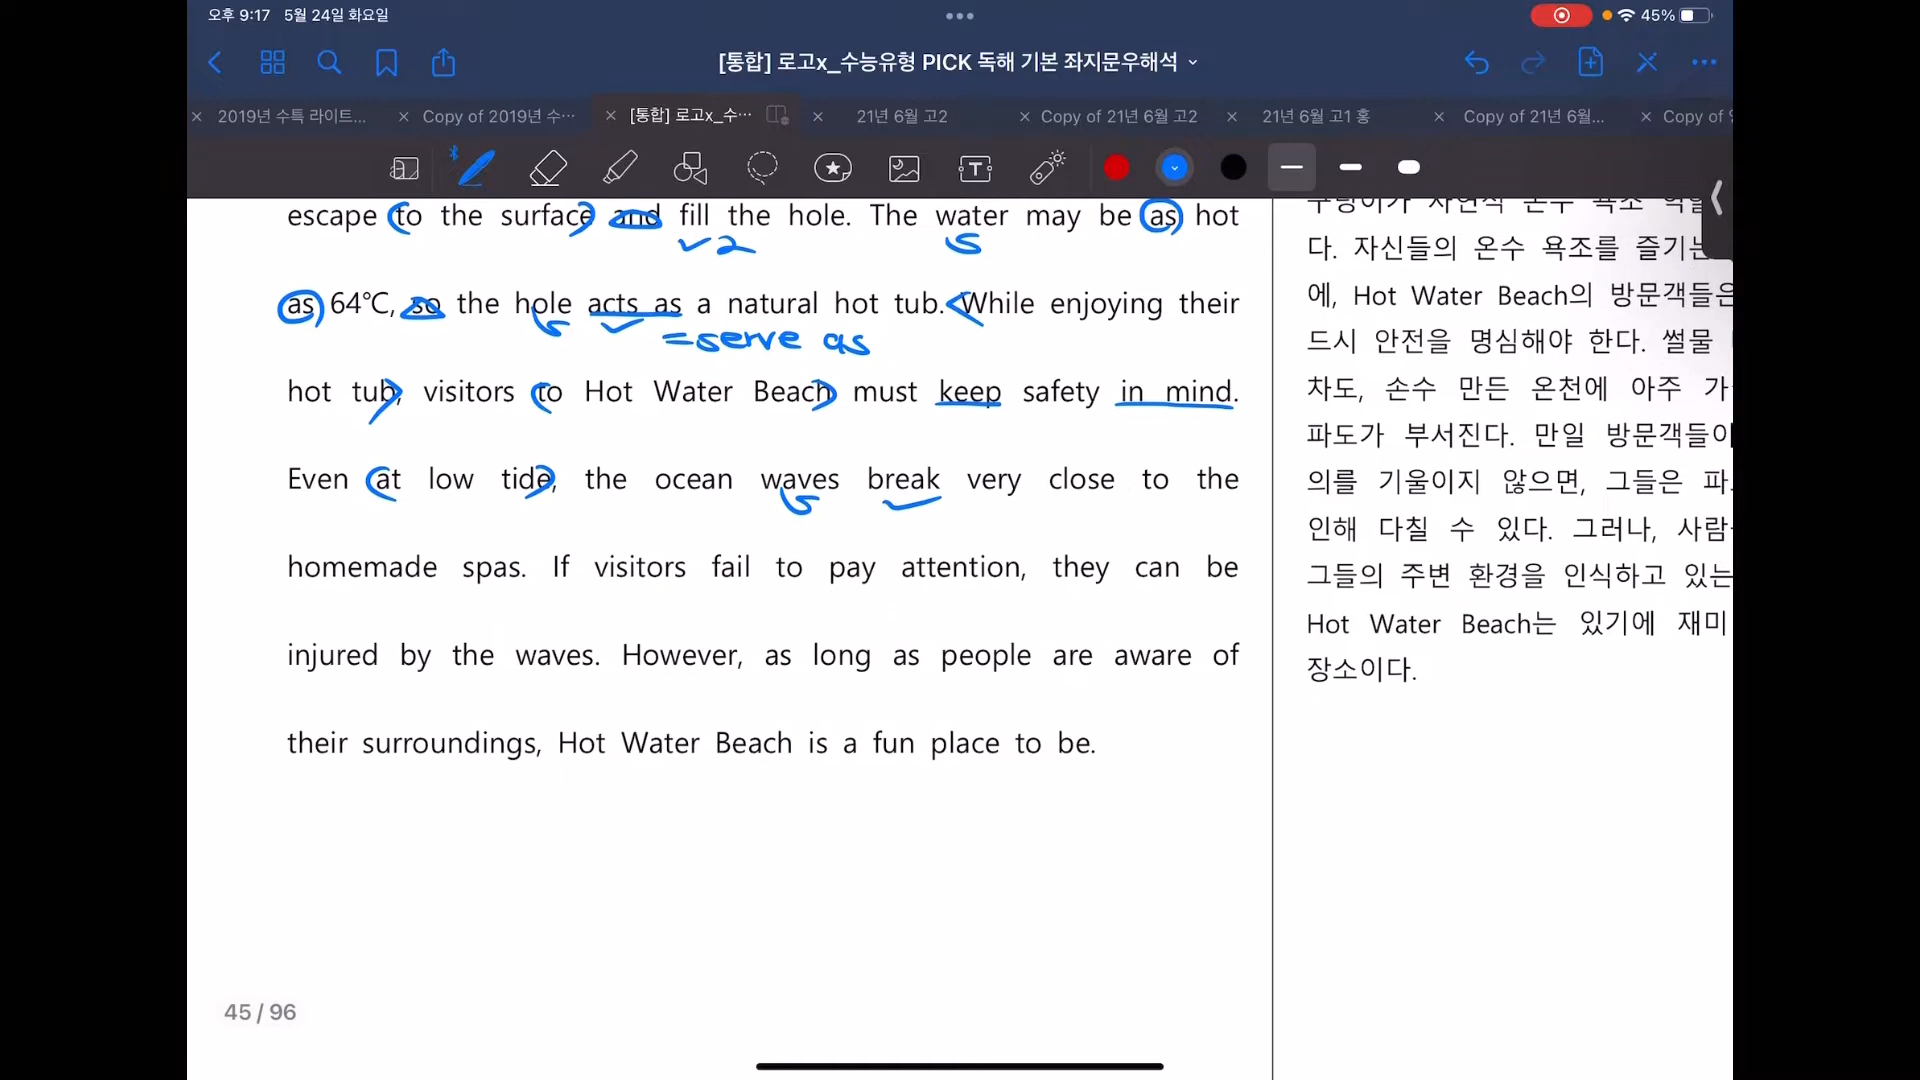 오후 9:17 5월 24일 화요일
45%
[통합] 로고x_수능유형 PICK 독해 기본 좌지문우해석
2019년 수특 라이트...
Copy of 2019년 수...
[통합] 로고x_수...
21년 6월 고2
Copy of 21년 6월 고2
21년 6월 고1 홍
Copy of 21년 6월...
Copy of
escape to the surface and fill the hole. The water may be as hot
2 s
as 64℃, so the hole acts as a natural hot tub. While enjoying their
s =serve as
hot tub, visitors to Hot Water Beach must keep safety in mind.
Even at low tide, the ocean waves break very close to the
s
homemade spas. If visitors fail to pay attention, they can be
injured by the waves. However, as long as people are aware of
their surroundings, Hot Water Beach is a fun place to be.
다. 자신들의 온수 욕조를 즐기는
에, Hot Water Beach의 방문객들은
드시 안전을 명심해야 한다. 썰물
차도, 손수 만든 온천에 아주 가
파도가 부서진다. 만일 방문객들이
의를 기울이지 않으면, 그들은 파
인해 다칠 수 있다. 그러나, 사람
그들의 주변 환경을 인식하고 있는
Hot Water Beach는 있기에 재미
장소이다.
45 / 96